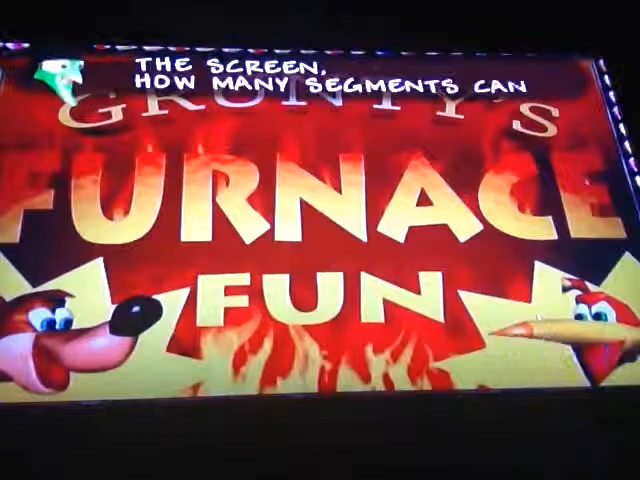 THE SCREEN,
HOW MANY SEGMENTS CAN
GRUNTY'S
FURNACE
FUN